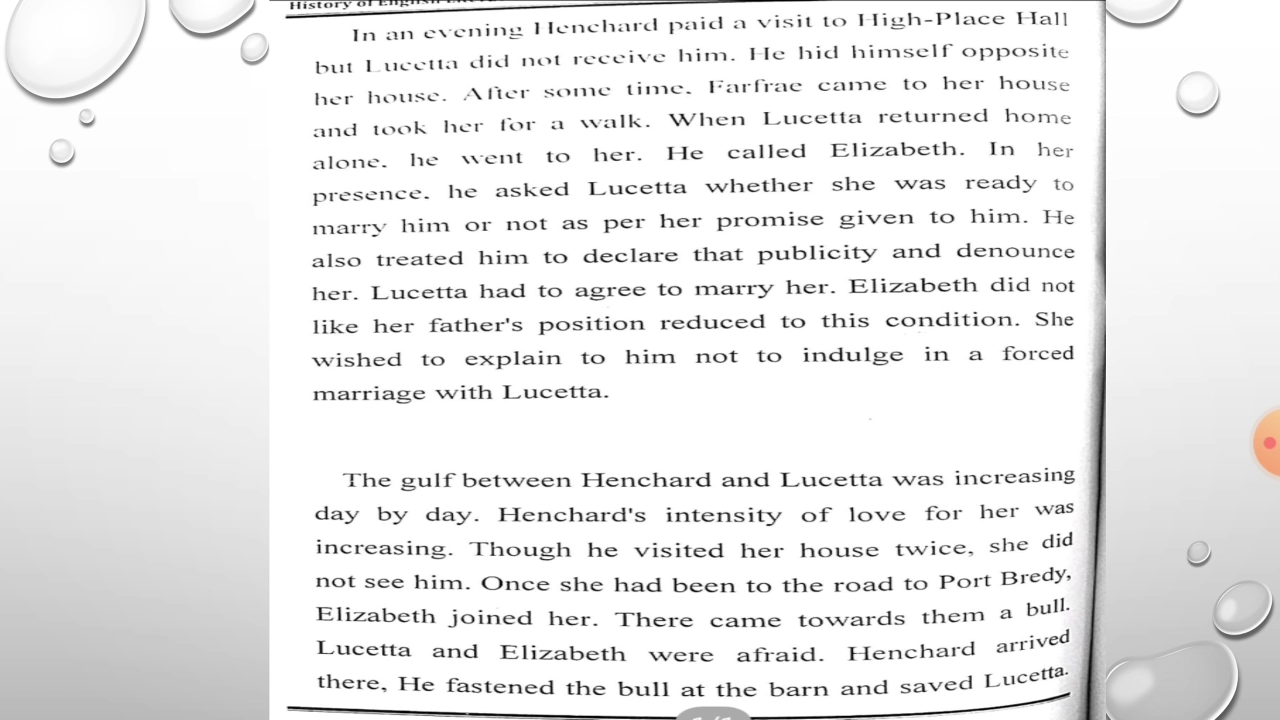 History of English
In an evening Henchard paid a visit to High-Place Hall
but Lucetta did not receive him. He hid himself opposite
her house. After some time. Farfrae came to her house
and took her for a walk. When Lucetta returned home
alone. he went to her. He called Elizabeth. In her
presence. he asked Lucetta whether she was ready to
marry him or not as per her promise given to him. He
also treated him to declare that publicity and denounce
her. Lucetta had to agree to marry her. Elizabeth did not
like her father's position reduced to this condition. She
wished to explain to him not to indulge in a forced
marriage with Lucetta.
The gulf between Henchard and Lucetta was increasing
day by day. Henchard's intensity of love for her was
increasing. Though he visited her house twice, she did
not see him. Once she had been to the road to Port Bredy,
Elizabeth joined her. There came towards them a bull.
Lucetta and Elizabeth were afraid. Henchard arrived
there, He fastened the bull at the barn and saved Lucetta.